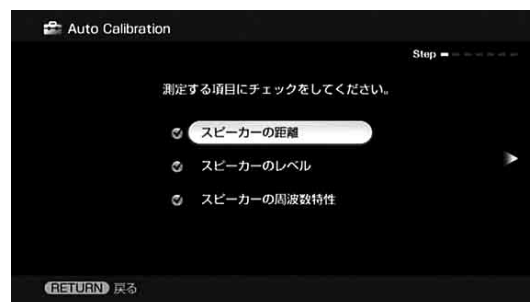 Auto Calibration
Step
測定する項目にチェックをしてください。
スピーカーの距離
スピーカーのレベル
スピーカーの周波数特性
RETURN 戻る